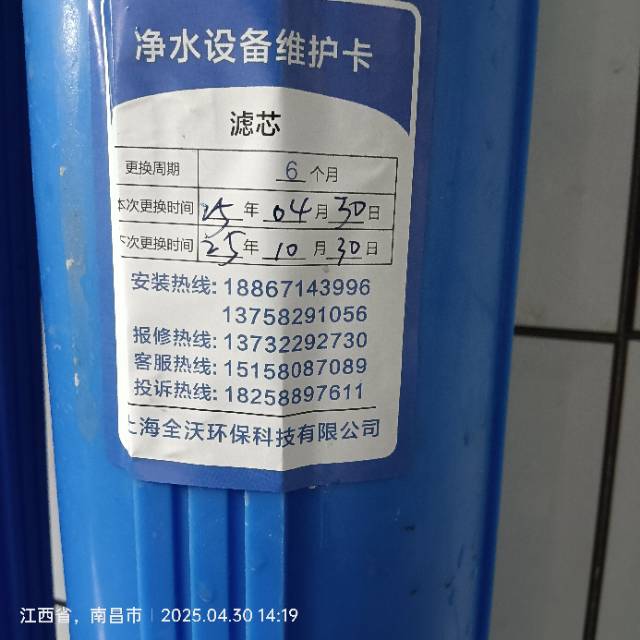 净水设备维护卡
滤芯
更换周期 6 个月
本次更换时间 25 年 04 月 30 日
下次更换时间 25 年 10 月 30 日
安装热线: 18867143996
13758291056
报修热线: 13732292730
客服热线: 15158087089
投诉热线: 18258897611
上海全沃环保科技有限公司
江西省，南昌市 | 2025.04.30 14:19